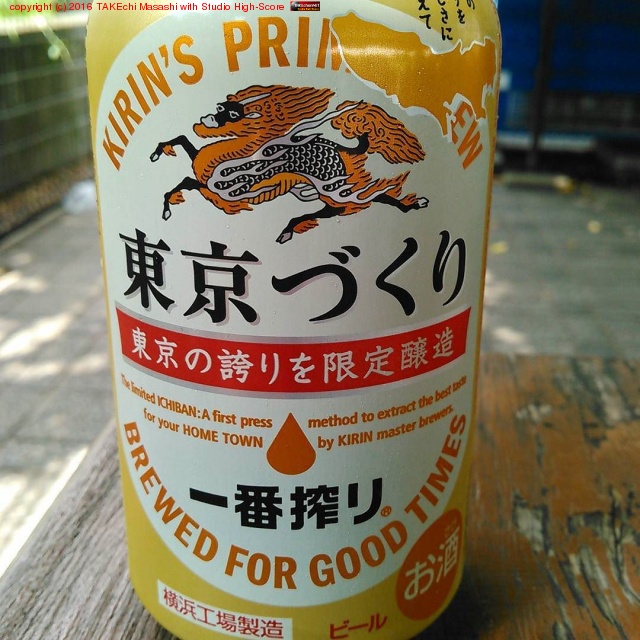 copyright (c) 2016 TAKEchi Masashi with Studio High-Score
KIRIN'S PRIM
EW
東京づくり
東京の誇りを限定醸造
The limited ICHIBAN: A first press method to extract the best taste
for your HOME TOWN by KIRIN master brewers.
一番搾り®
BREWED FOR GOOD TIMES
お酒
横浜工場製造
ビール